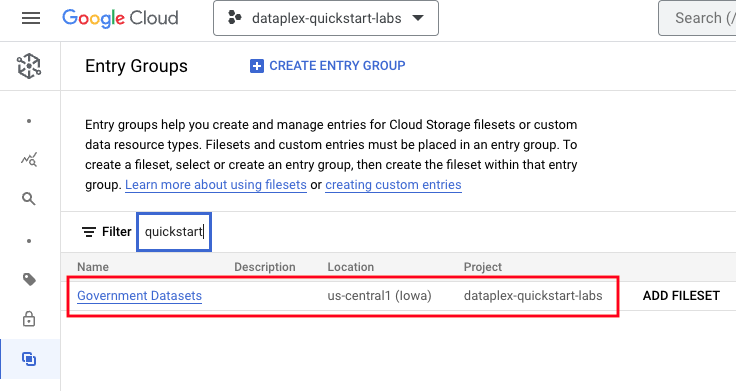 Google Cloud
dataplex-quickstart-labs
Search (/
Entry Groups
CREATE ENTRY GROUP
Entry groups help you create and manage entries for Cloud Storage filesets or custom
data resource types. Filesets and custom entries must be placed in an entry group. To
create a fileset, select or create an entry group, then create the fileset within that entry
group. Learn more about using filesets or creating custom entries
Filter quickstart
Name Description Location Project
Government Datasets us-central1 (Iowa) dataplex-quickstart-labs ADD FILESET